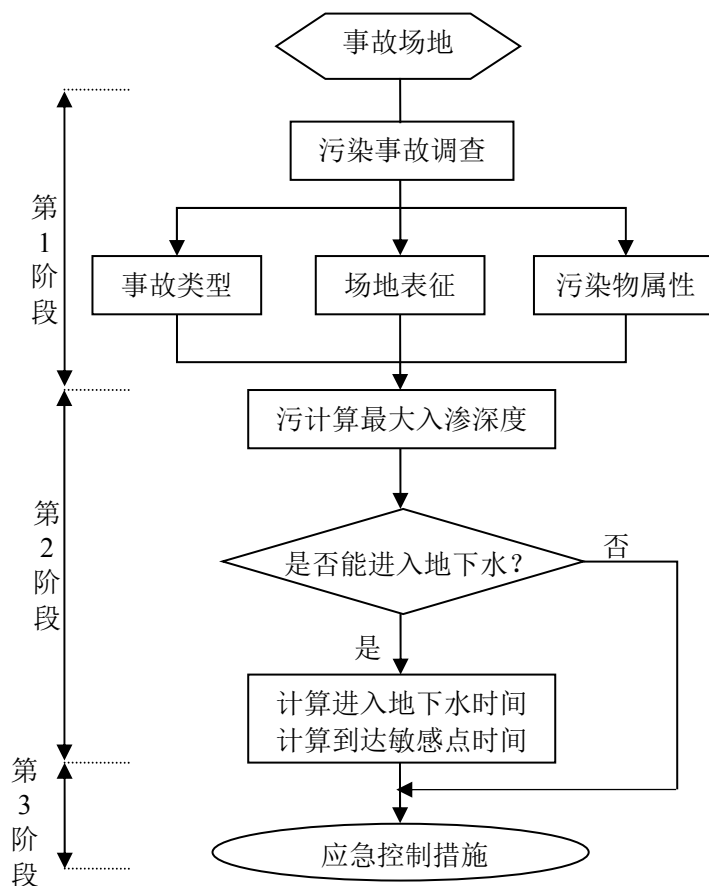 事故场地
污染事故调查
第1阶段
事故类型
场地表征
污染物属性
污计算最大入渗深度
第2阶段
是否能进入地下水？
否
是
计算进入地下水时间
计算到达敏感点时间
第3阶段
应急控制措施